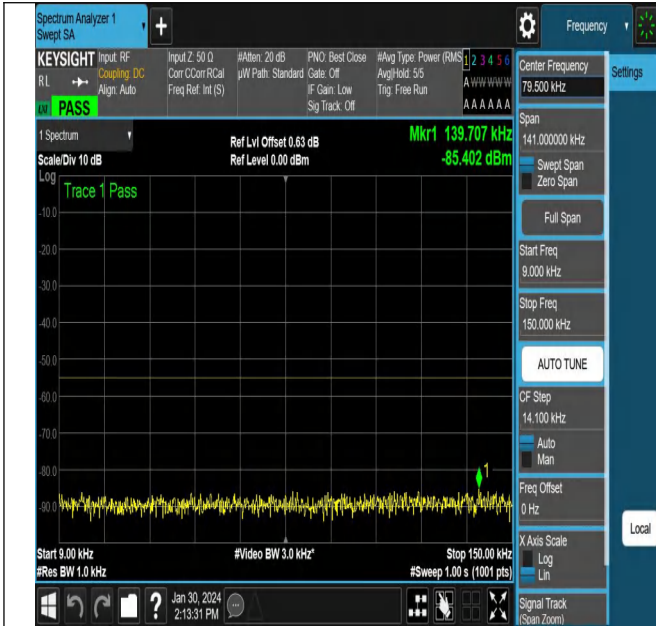 Spectrum Analyzer 1
Swept SA
Frequency
KEYSIGHT
Input: RF
Coupling: DC
Align: Auto
Input Z: 50 Ω
Corr CCorr RCal
Freq Ref: Int (S)
#Atten: 20 dB
µW Path: Standard
PNO: Best Close
Gate: Off
IF Gain: Low
Sig Track: Off
#Avg Type: Power (RMS
Avg|Hold: 5/5
Trig: Free Run
1 2 3 4 5 6
A W W W W W
A A A A A A
R L
PASS
1 Spectrum
Scale/Div 10 dB
Ref Lvl Offset 0.63 dB
Ref Level 0.00 dBm
Mkr1 139.707 kHz
-85.402 dBm
Log
Trace 1 Pass
-10.0
-20.0
-30.0
-40.0
-50.0
-60.0
-70.0
-80.0
-90.0
1
Start 9.00 kHz
#Video BW 3.0 kHz*
Stop 150.00 kHz
#Res BW 1.0 kHz
#Sweep 1.00 s (1001 pts)
?
Jan 30, 2024
2:13:31 PM
Center Frequency
79.500 kHz
Span
141.000000 kHz
Swept Span
Zero Span
Full Span
Start Freq
9.000 kHz
Stop Freq
150.000 kHz
AUTO TUNE
CF Step
14.100 kHz
Auto
Man
Freq Offset
0 Hz
X Axis Scale
Log
Lin
Signal Track
(Span Zoom)
Settings
Local